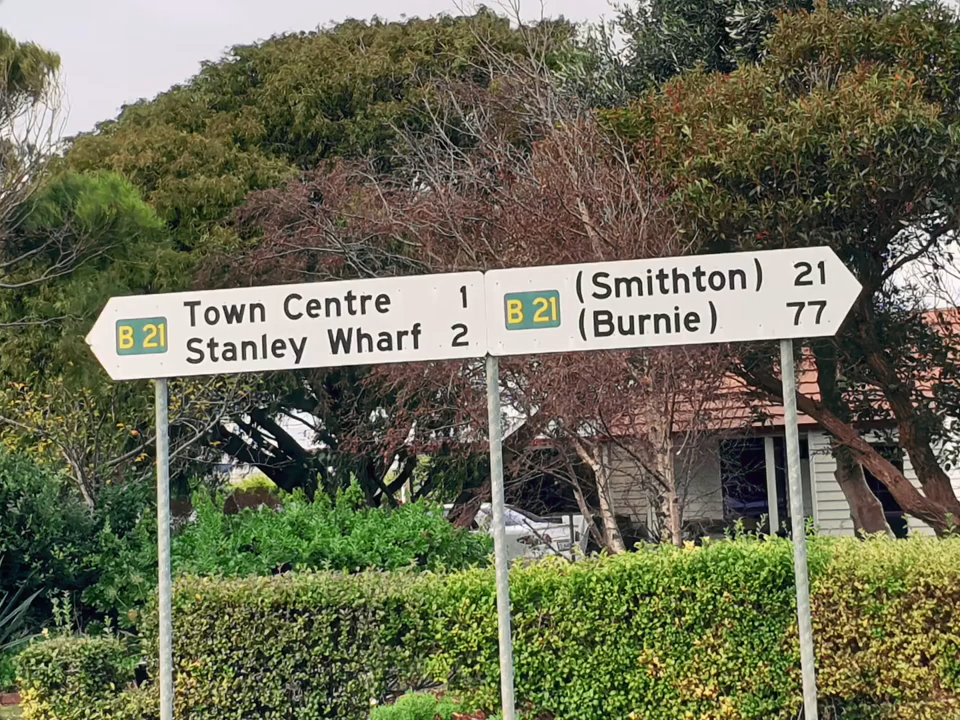 B 21 Town Centre 1
Stanley Wharf 2
B 21 (Smithton) 21
(Burnie) 77